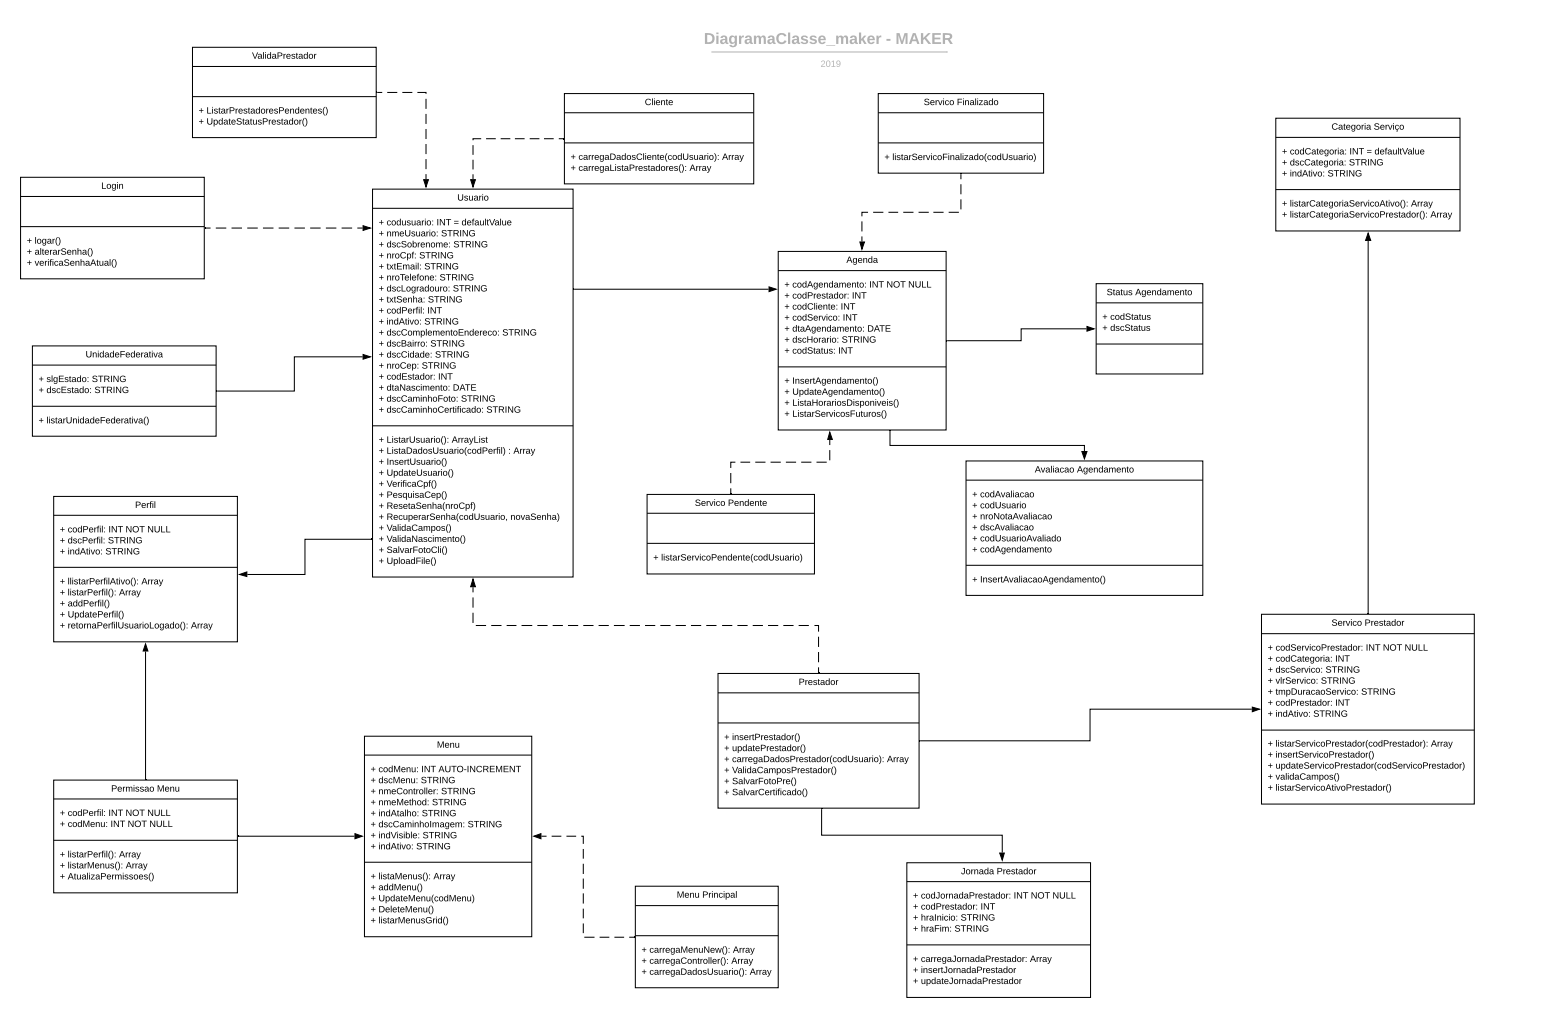 DiagramaClasse_maker - MAKER
2019
ValidaPrestador
+ ListarPrestadoresPendentes()
+ UpdateStatusPrestador()
Cliente
+ carregaDadosCliente(codUsuario): Array
+ carregaListaPrestadores(): Array
Servico Finalizado
+ listarServicoFinalizado(codUsuario)
Categoria Serviço
+ codCategoria: INT = defaultValue
+ dscCategoria: STRING
+ indAtivo: STRING
+ listarCategoriaServicoAtivo(): Array
+ listarCategoriaServicoPrestador(): Array
Login
+ logar()
+ alterarSenha()
+ verificaSenhaAtual()
Usuario
+ codusuario: INT = defaultValue
+ nmeUsuario: STRING
+ dscSobrenome: STRING
+ nroCpf: STRING
+ txtEmail: STRING
+ nroTelefone: STRING
+ dscLogradouro: STRING
+ txtSenha: STRING
+ codPerfil: INT
+ indAtivo: STRING
+ dscComplementoEndereco: STRING
+ dscBairro: STRING
+ dscCidade: STRING
+ nroCep: STRING
+ codEstador: INT
+ dtaNascimento: DATE
+ dscCaminhoFoto: STRING
+ dscCaminhoCertificado: STRING
+ ListarUsuario(): ArrayList
+ ListaDadosUsuario(codPerfil) : Array
+ InsertUsuario()
+ UpdateUsuario()
+ VerificaCpf()
+ PesquisaCep()
+ ResetaSenha(nroCpf)
+ RecuperarSenha(codUsuario, novaSenha)
+ ValidaCampos()
+ ValidaNascimento()
+ SalvarFotoCli()
+ UploadFile()
Agenda
+ codAgendamento: INT NOT NULL
+ codPrestador: INT
+ codCliente: INT
+ codServico: INT
+ dtaAgendamento: DATE
+ dscHorario: STRING
+ codStatus: INT
+ InsertAgendamento()
+ UpdateAgendamento()
+ ListaHorariosDisponiveis()
+ ListarServicosFuturos()
Status Agendamento
+ codStatus
+ dscStatus
UnidadeFederativa
+ slgEstado: STRING
+ dscEstado: STRING
+ listarUnidadeFederativa()
Avaliacao Agendamento
+ codAvaliacao
+ codUsuario
+ nroNotaAvaliacao
+ dscAvaliacao
+ codUsuarioAvaliado
+ codAgendamento
+ InsertAvaliacaoAgendamento()
Servico Pendente
+ listarServicoPendente(codUsuario)
Perfil
+ codPerfil: INT NOT NULL
+ dscPerfil: STRING
+ indAtivo: STRING
+ llistarPerfilAtivo(): Array
+ listarPerfil(): Array
+ addPerfil()
+ UpdatePerfil()
+ retornaPerfilUsuarioLogado(): Array
Servico Prestador
+ codServicoPrestador: INT NOT NULL
+ codCategoria: INT
+ dscServico: STRING
+ vlrServico: STRING
+ tmpDuracaoServico: STRING
+ codPrestador: INT
+ indAtivo: STRING
+ listarServicoPrestador(codPrestador): Array
+ insertServicoPrestador()
+ updateServicoPrestador(codServicoPrestador)
+ validaCampos()
+ listarServicoAtivoPrestador()
Prestador
+ insertPrestador()
+ updatePrestador()
+ carregaDadosPrestador(codUsuario): Array
+ ValidaCamposPrestador()
+ SalvarFotoPre()
+ SalvarCertificado()
Menu
+ codMenu: INT AUTO-INCREMENT
+ dscMenu: STRING
+ nmeController: STRING
+ nmeMethod: STRING
+ indAtalho: STRING
+ dscCaminhoImagem: STRING
+ indVisible: STRING
+ indAtivo: STRING
+ listaMenus(): Array
+ addMenu()
+ UpdateMenu(codMenu)
+ DeleteMenu()
+ listarMenusGrid()
Permissao Menu
+ codPerfil: INT NOT NULL
+ codMenu: INT NOT NULL
+ listarPerfil(): Array
+ listarMenus(): Array
+ AtualizaPermissoes()
Menu Principal
+ carregaMenuNew(): Array
+ carregaController(): Array
+ carregaDadosUsuario(): Array
Jornada Prestador
+ codJornadaPrestador: INT NOT NULL
+ codPrestador: INT
+ hraInicio: STRING
+ hraFim: STRING
+ carregaJornadaPrestador: Array
+ insertJornadaPrestador
+ updateJornadaPrestador